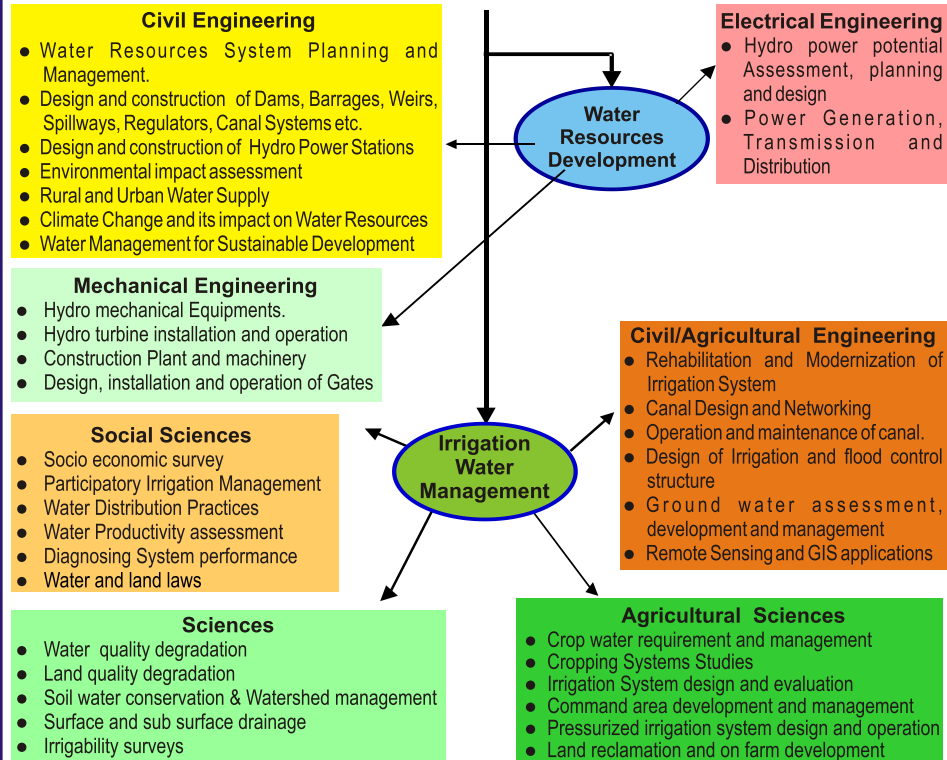 Civil Engineering
● Water Resources System Planning and
Management.
● Design and construction of Dams, Barrages, Weirs,
Spillways, Regulators, Canal Systems etc.
● Design and construction of Hydro Power Stations
● Environmental impact assessment
● Rural and Urban Water Supply
● Climate Change and its impact on Water Resources
● Water Management for Sustainable Development
Water
Resources
Development
Electrical Engineering
● Hydro power potential
Assessment, planning
and design
● Power Generation,
Transmission and
Distribution
Mechanical Engineering
● Hydro mechanical Equipments.
● Hydro turbine installation and operation
● Construction Plant and machinery
● Design, installation and operation of Gates
Civil/Agricultural Engineering
● Rehabilitation and Modernization of
Irrigation System
● Canal Design and Networking
● Operation and maintenance of canal.
● Design of Irrigation and flood control
structure
● Ground water assessment,
development and management
● Remote Sensing and GIS applications
Social Sciences
● Socio economic survey
● Participatory Irrigation Management
● Water Distribution Practices
● Water Productivity assessment
● Diagnosing System performance
● Water and land laws
Irrigation
Water
Management
Sciences
● Water quality degradation
● Land quality degradation
● Soil water conservation & Watershed management
● Surface and sub surface drainage
● Irrigability surveys
Agricultural Sciences
● Crop water requirement and management
● Cropping Systems Studies
● Irrigation System design and evaluation
● Command area development and management
● Pressurized irrigation system design and operation
● Land reclamation and on farm development